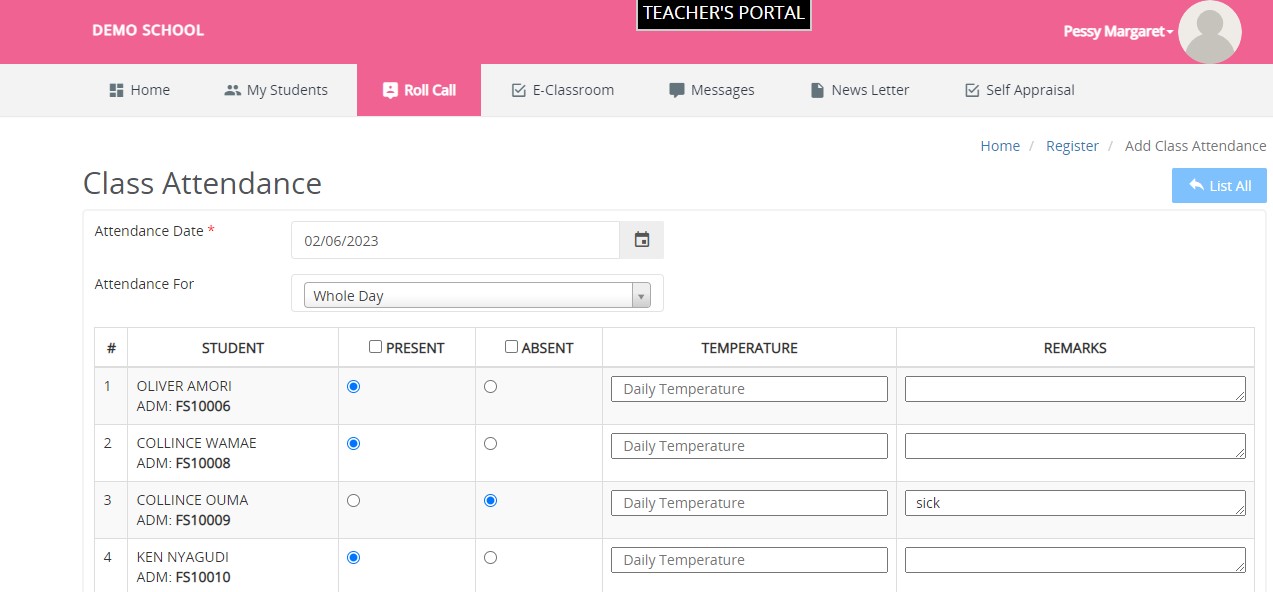 TEACHER'S PORTAL
DEMO SCHOOL
Pessy Margaret
Home My Students Roll Call E-Classroom Messages News Letter Self Appraisal
Home / Register / Add Class Attendance
Class Attendance
List All
Attendance Date * 02/06/2023
Attendance For Whole Day
# STUDENT PRESENT ABSENT TEMPERATURE REMARKS
1 OLIVER AMORI Daily Temperature
ADM: FS10006
2 COLLINCE WAMAE Daily Temperature
ADM: FS10008
3 COLLINCE OUMA Daily Temperature sick
ADM: FS10009
4 KEN NYAGUDI Daily Temperature
ADM: FS10010